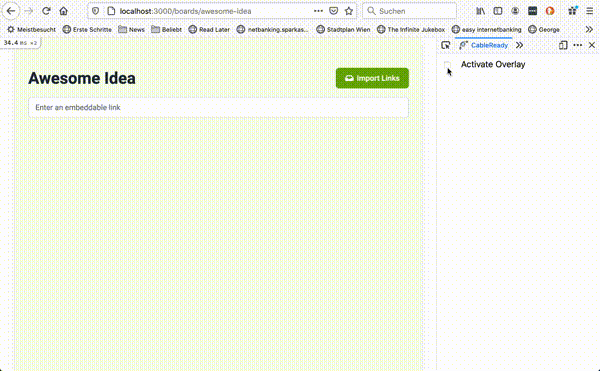 localhost:3000/boards/awesome-idea
Suchen
Meistbesucht Erste Schritte News Beliebt Read Later netbanking.sparkas... Stadtplan Wien The Infinite Jukebox easy internetbanking George
34.4 ms ×3
CableReady
Activate Overlay
Awesome Idea
Import Links
Enter an embeddable link